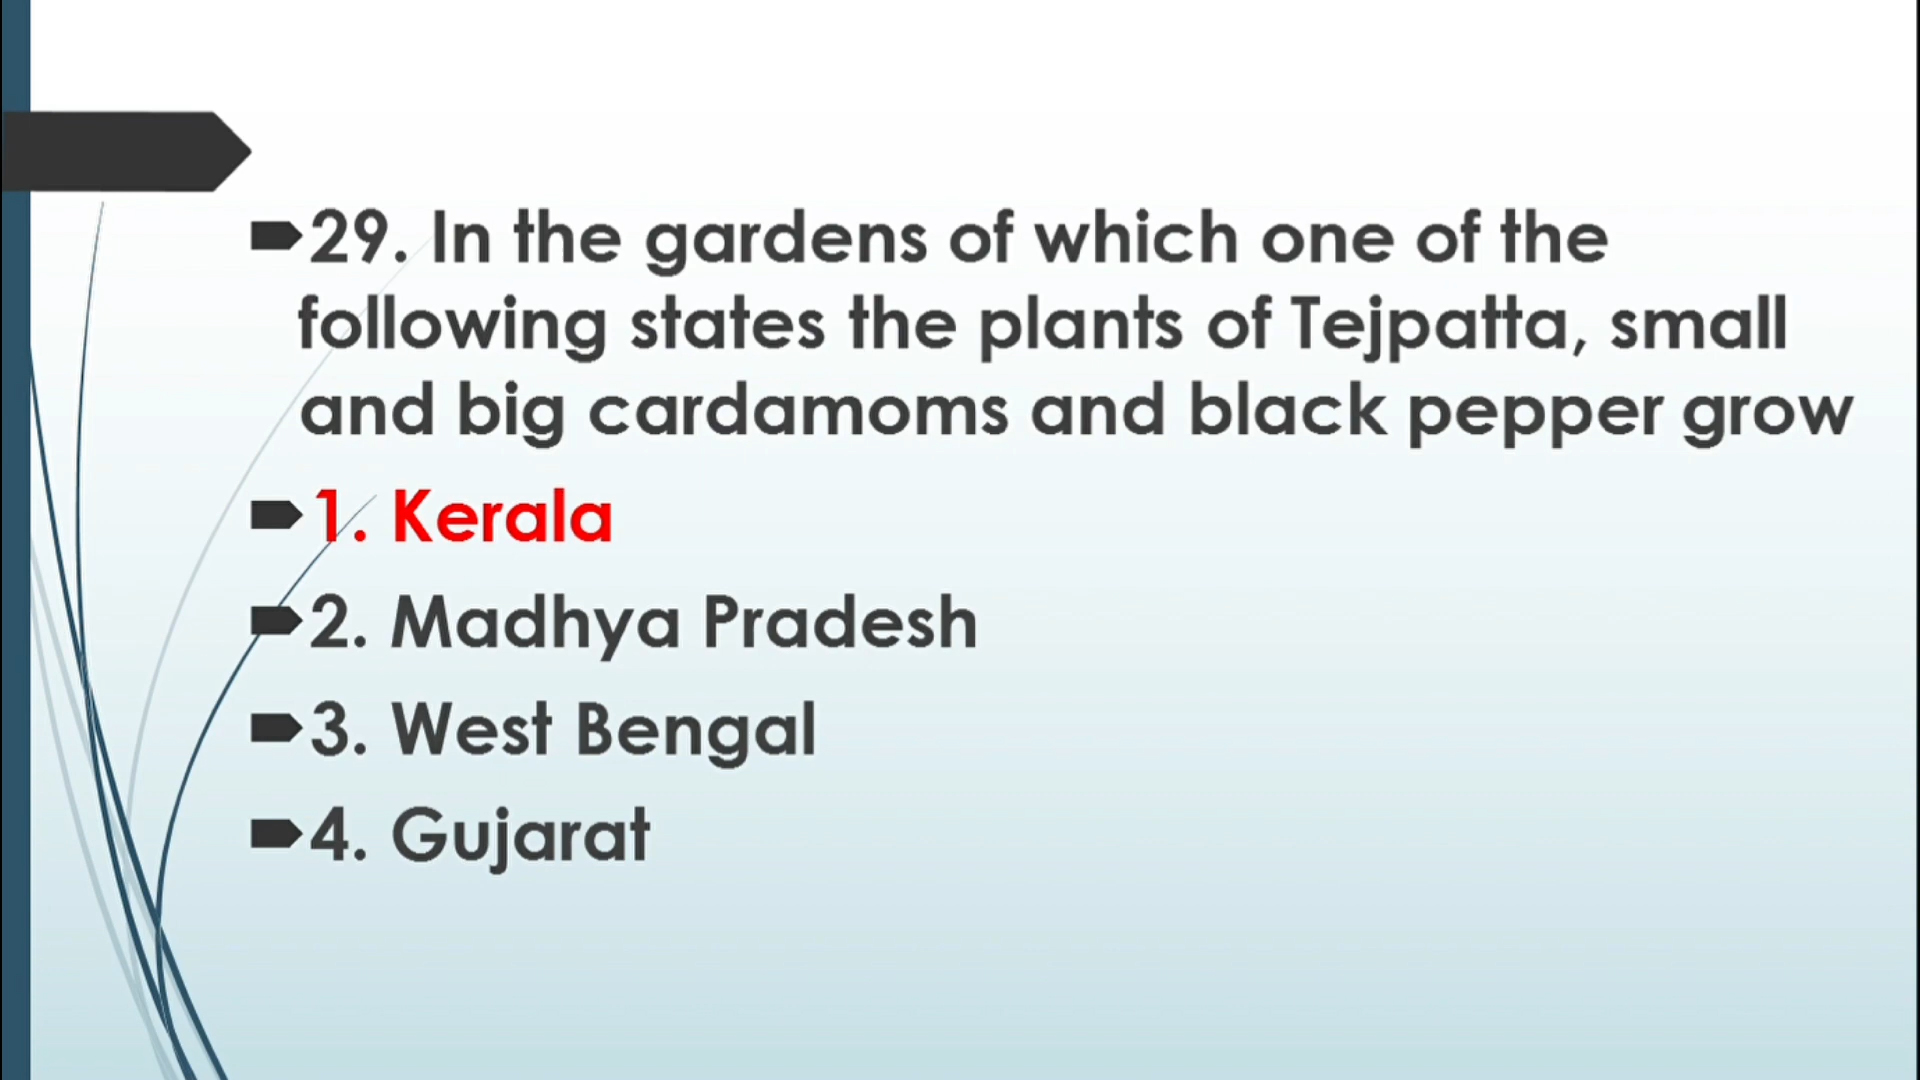 29. In the gardens of which one of the
following states the plants of Tejpatta, small
and big cardamoms and black pepper grow
1. Kerala
2. Madhya Pradesh
3. West Bengal
4. Gujarat